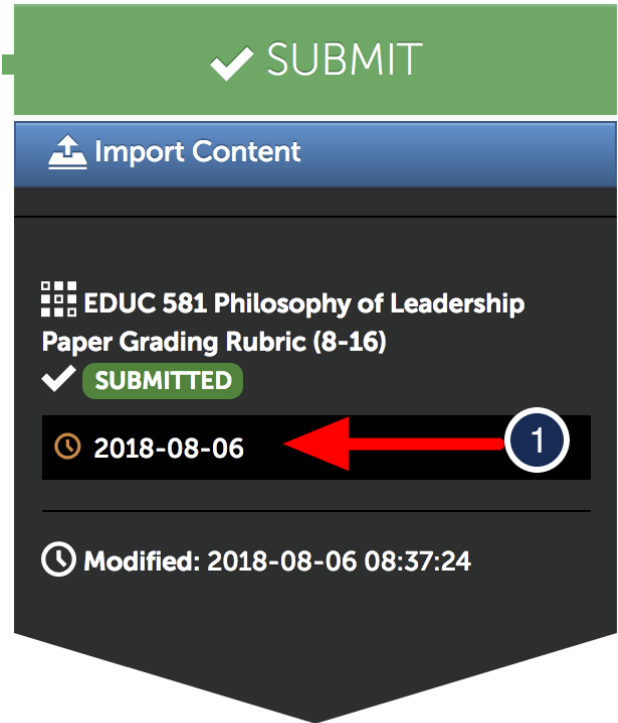 SUBMIT
Import Content
EDUC 581 Philosophy of Leadership
Paper Grading Rubric (8-16)
SUBMITTED
2018-08-06
1
Modified: 2018-08-06 08:37:24